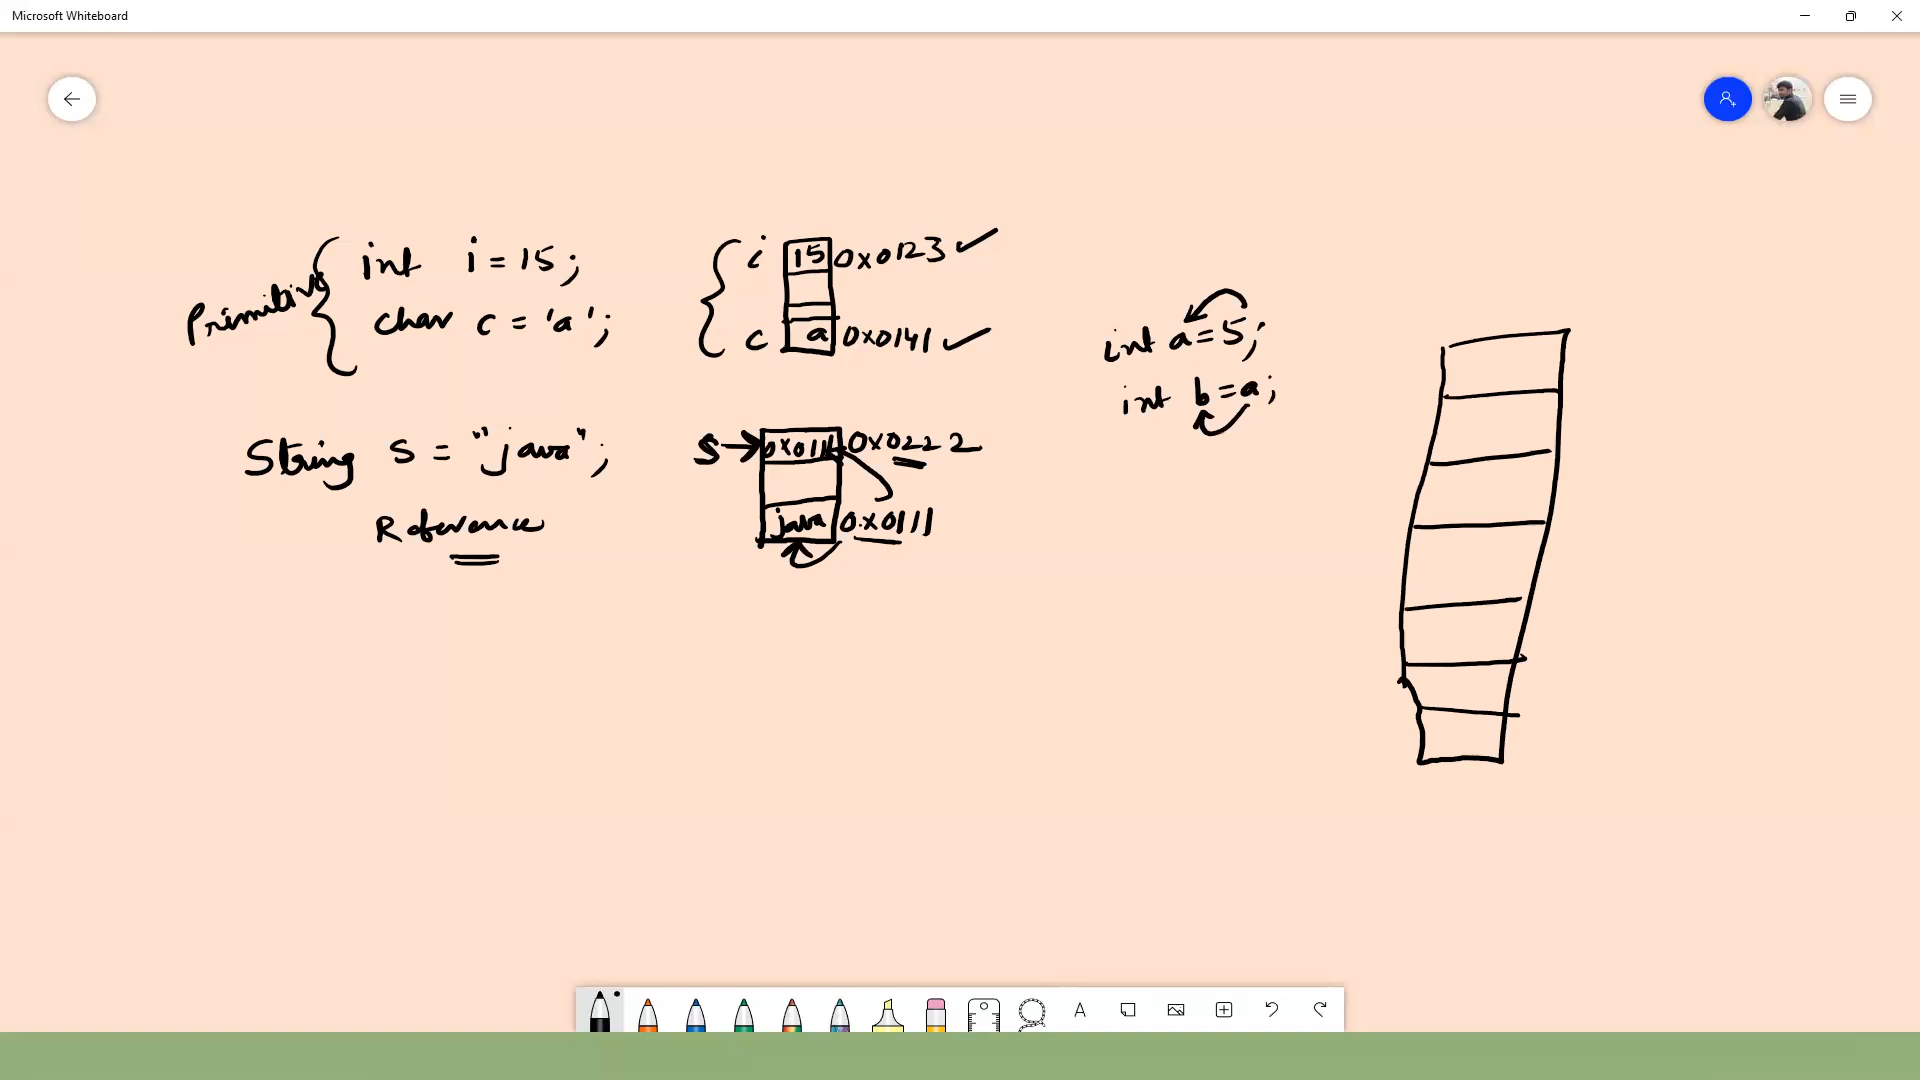 Microsoft Whiteboard
Primitive
int i = 15;
char c = 'a';
i 15 0x0123
c a 0x0141
int a = 5;
int b = a;
String s = "java";
Reference
S 0x0111 0x0222
java 0x0111
A